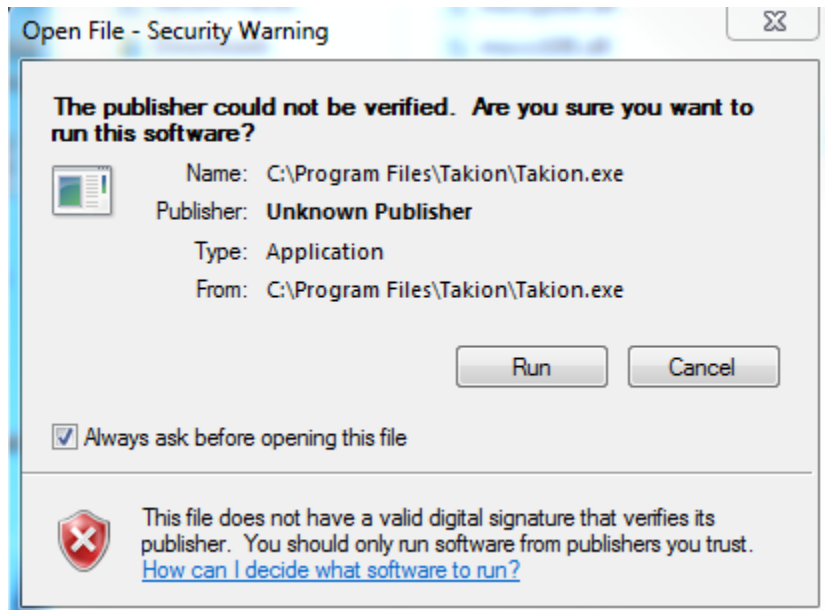 Open File - Security Warning
The publisher could not be verified.  Are you sure you want to
run this software?
Name: C:\Program Files\Takion\Takion.exe
Publisher: Unknown Publisher
Type: Application
From: C:\Program Files\Takion\Takion.exe
Run Cancel
Always ask before opening this file
This file does not have a valid digital signature that verifies its
publisher.  You should only run software from publishers you trust.
How can I decide what software to run?